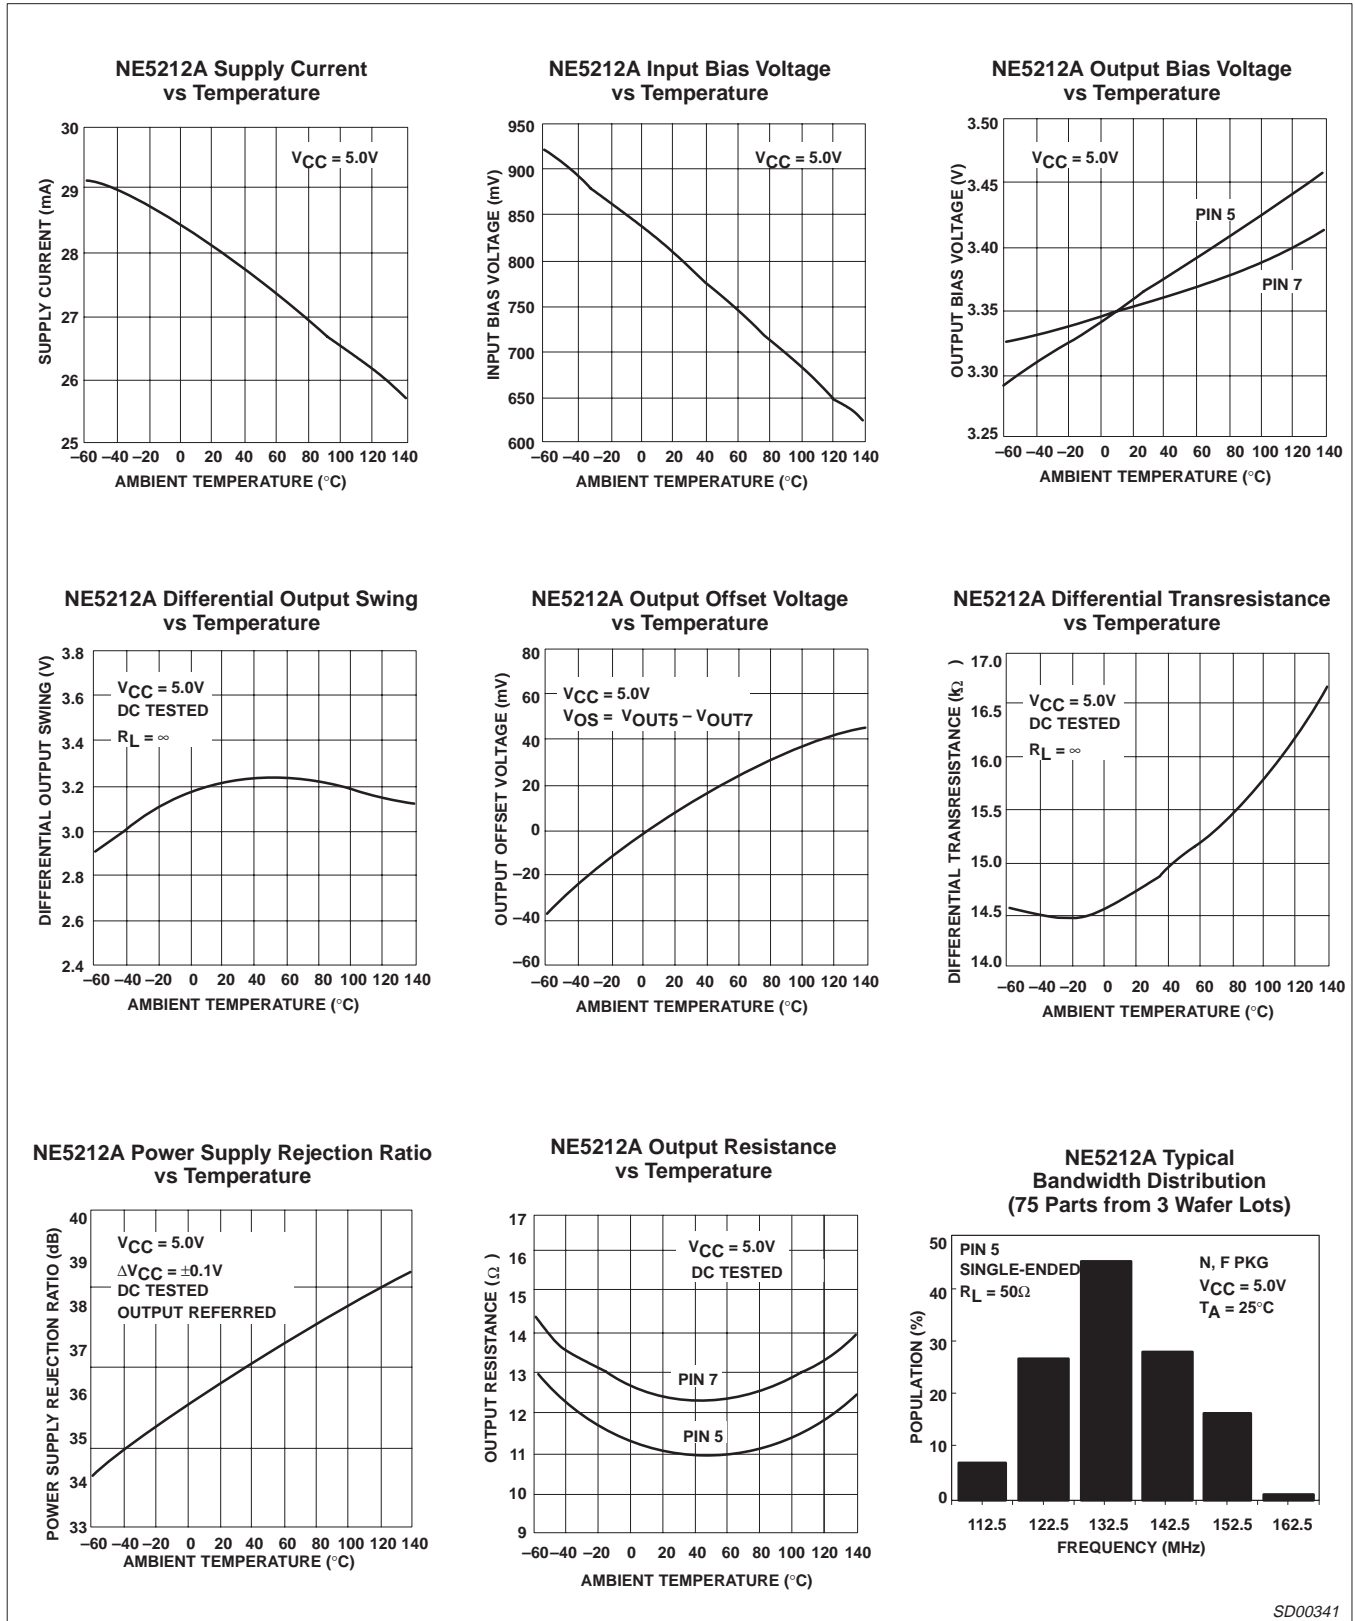 NE5212A Supply Current
vs Temperature
30
29
28
27
26
25
SUPPLY CURRENT (mA)
VCC = 5.0V
–60 –40 –20 0 20 40 60 80 100 120 140
AMBIENT TEMPERATURE (°C)
NE5212A Input Bias Voltage
vs Temperature
950
900
850
800
750
700
650
600
INPUT BIAS VOLTAGE (mV)
VCC = 5.0V
–60 –40 –20 0 20 40 60 80 100 120 140
AMBIENT TEMPERATURE (°C)
NE5212A Output Bias Voltage
vs Temperature
3.50
3.45
3.40
3.35
3.30
3.25
OUTPUT BIAS VOLTAGE (V)
VCC = 5.0V
PIN 5
PIN 7
–60 –40 –20 0 20 40 60 80 100 120 140
AMBIENT TEMPERATURE (°C)
NE5212A Differential Output Swing
vs Temperature
3.8
3.6
3.4
3.2
3.0
2.8
2.6
2.4
DIFFERENTIAL OUTPUT SWING (V)
VCC = 5.0V
DC TESTED
RL = ∞
–60 –40 –20 0 20 40 60 80 100 120 140
AMBIENT TEMPERATURE (°C)
NE5212A Output Offset Voltage
vs Temperature
80
60
40
20
0
–20
–40
–60
OUTPUT OFFSET VOLTAGE (mV)
VCC = 5.0V
VOS = VOUT5 – VOUT7
–60 –40 –20 0 20 40 60 80 100 120 140
AMBIENT TEMPERATURE (°C)
NE5212A Differential Transresistance
vs Temperature
17.0
16.5
16.0
15.5
15.0
14.5
14.0
DIFFERENTIAL TRANSRESISTANCE (kΩ)
VCC = 5.0V
DC TESTED
RL = ∞
–60 –40 –20 0 20 40 60 80 100 120 140
AMBIENT TEMPERATURE (°C)
NE5212A Power Supply Rejection Ratio
vs Temperature
40
39
38
37
36
35
34
33
POWER SUPPLY REJECTION RATIO (dB)
VCC = 5.0V
ΔVCC = ±0.1V
DC TESTED
OUTPUT REFERRED
–60 –40 –20 0 20 40 60 80 100 120 140
AMBIENT TEMPERATURE (°C)
NE5212A Output Resistance
vs Temperature
17
16
15
14
13
12
11
10
9
OUTPUT RESISTANCE (Ω)
VCC = 5.0V
DC TESTED
PIN 7
PIN 5
–60 –40 –20 0 20 40 60 80 100 120 140
AMBIENT TEMPERATURE (°C)
NE5212A Typical
Bandwidth Distribution
(75 Parts from 3 Wafer Lots)
50
40
30
20
10
0
POPULATION (%)
PIN 5
SINGLE-ENDED
RL = 50Ω
N, F PKG
VCC = 5.0V
TA = 25°C
112.5 122.5 132.5 142.5 152.5 162.5
FREQUENCY (MHz)
SD00341